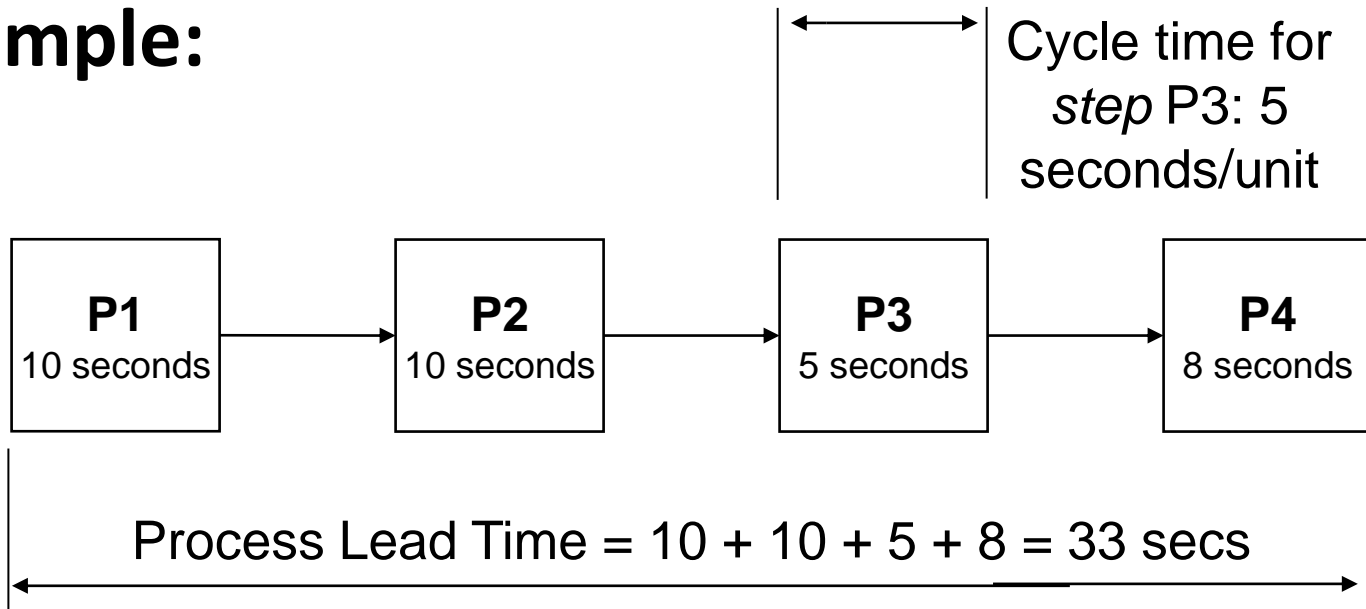 mple:
Cycle time for
step P3: 5
seconds/unit
P1
10 seconds
P2
10 seconds
P3
5 seconds
P4
8 seconds
Process Lead Time = 10 + 10 + 5 + 8 = 33 secs